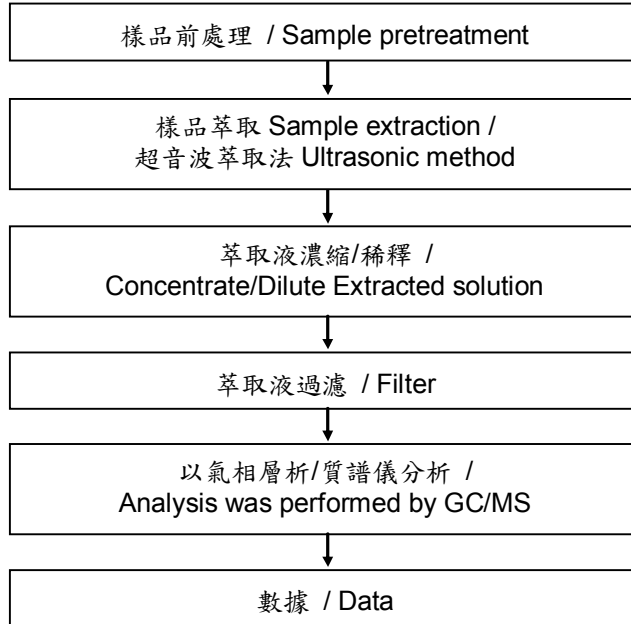 樣品前處理 / Sample pretreatment
樣品萃取 Sample extraction /
超音波萃取法 Ultrasonic method
萃取液濃縮/稀釋 /
Concentrate/Dilute Extracted solution
萃取液過濾 / Filter
以氣相層析/質譜儀分析 /
Analysis was performed by GC/MS
數據 / Data